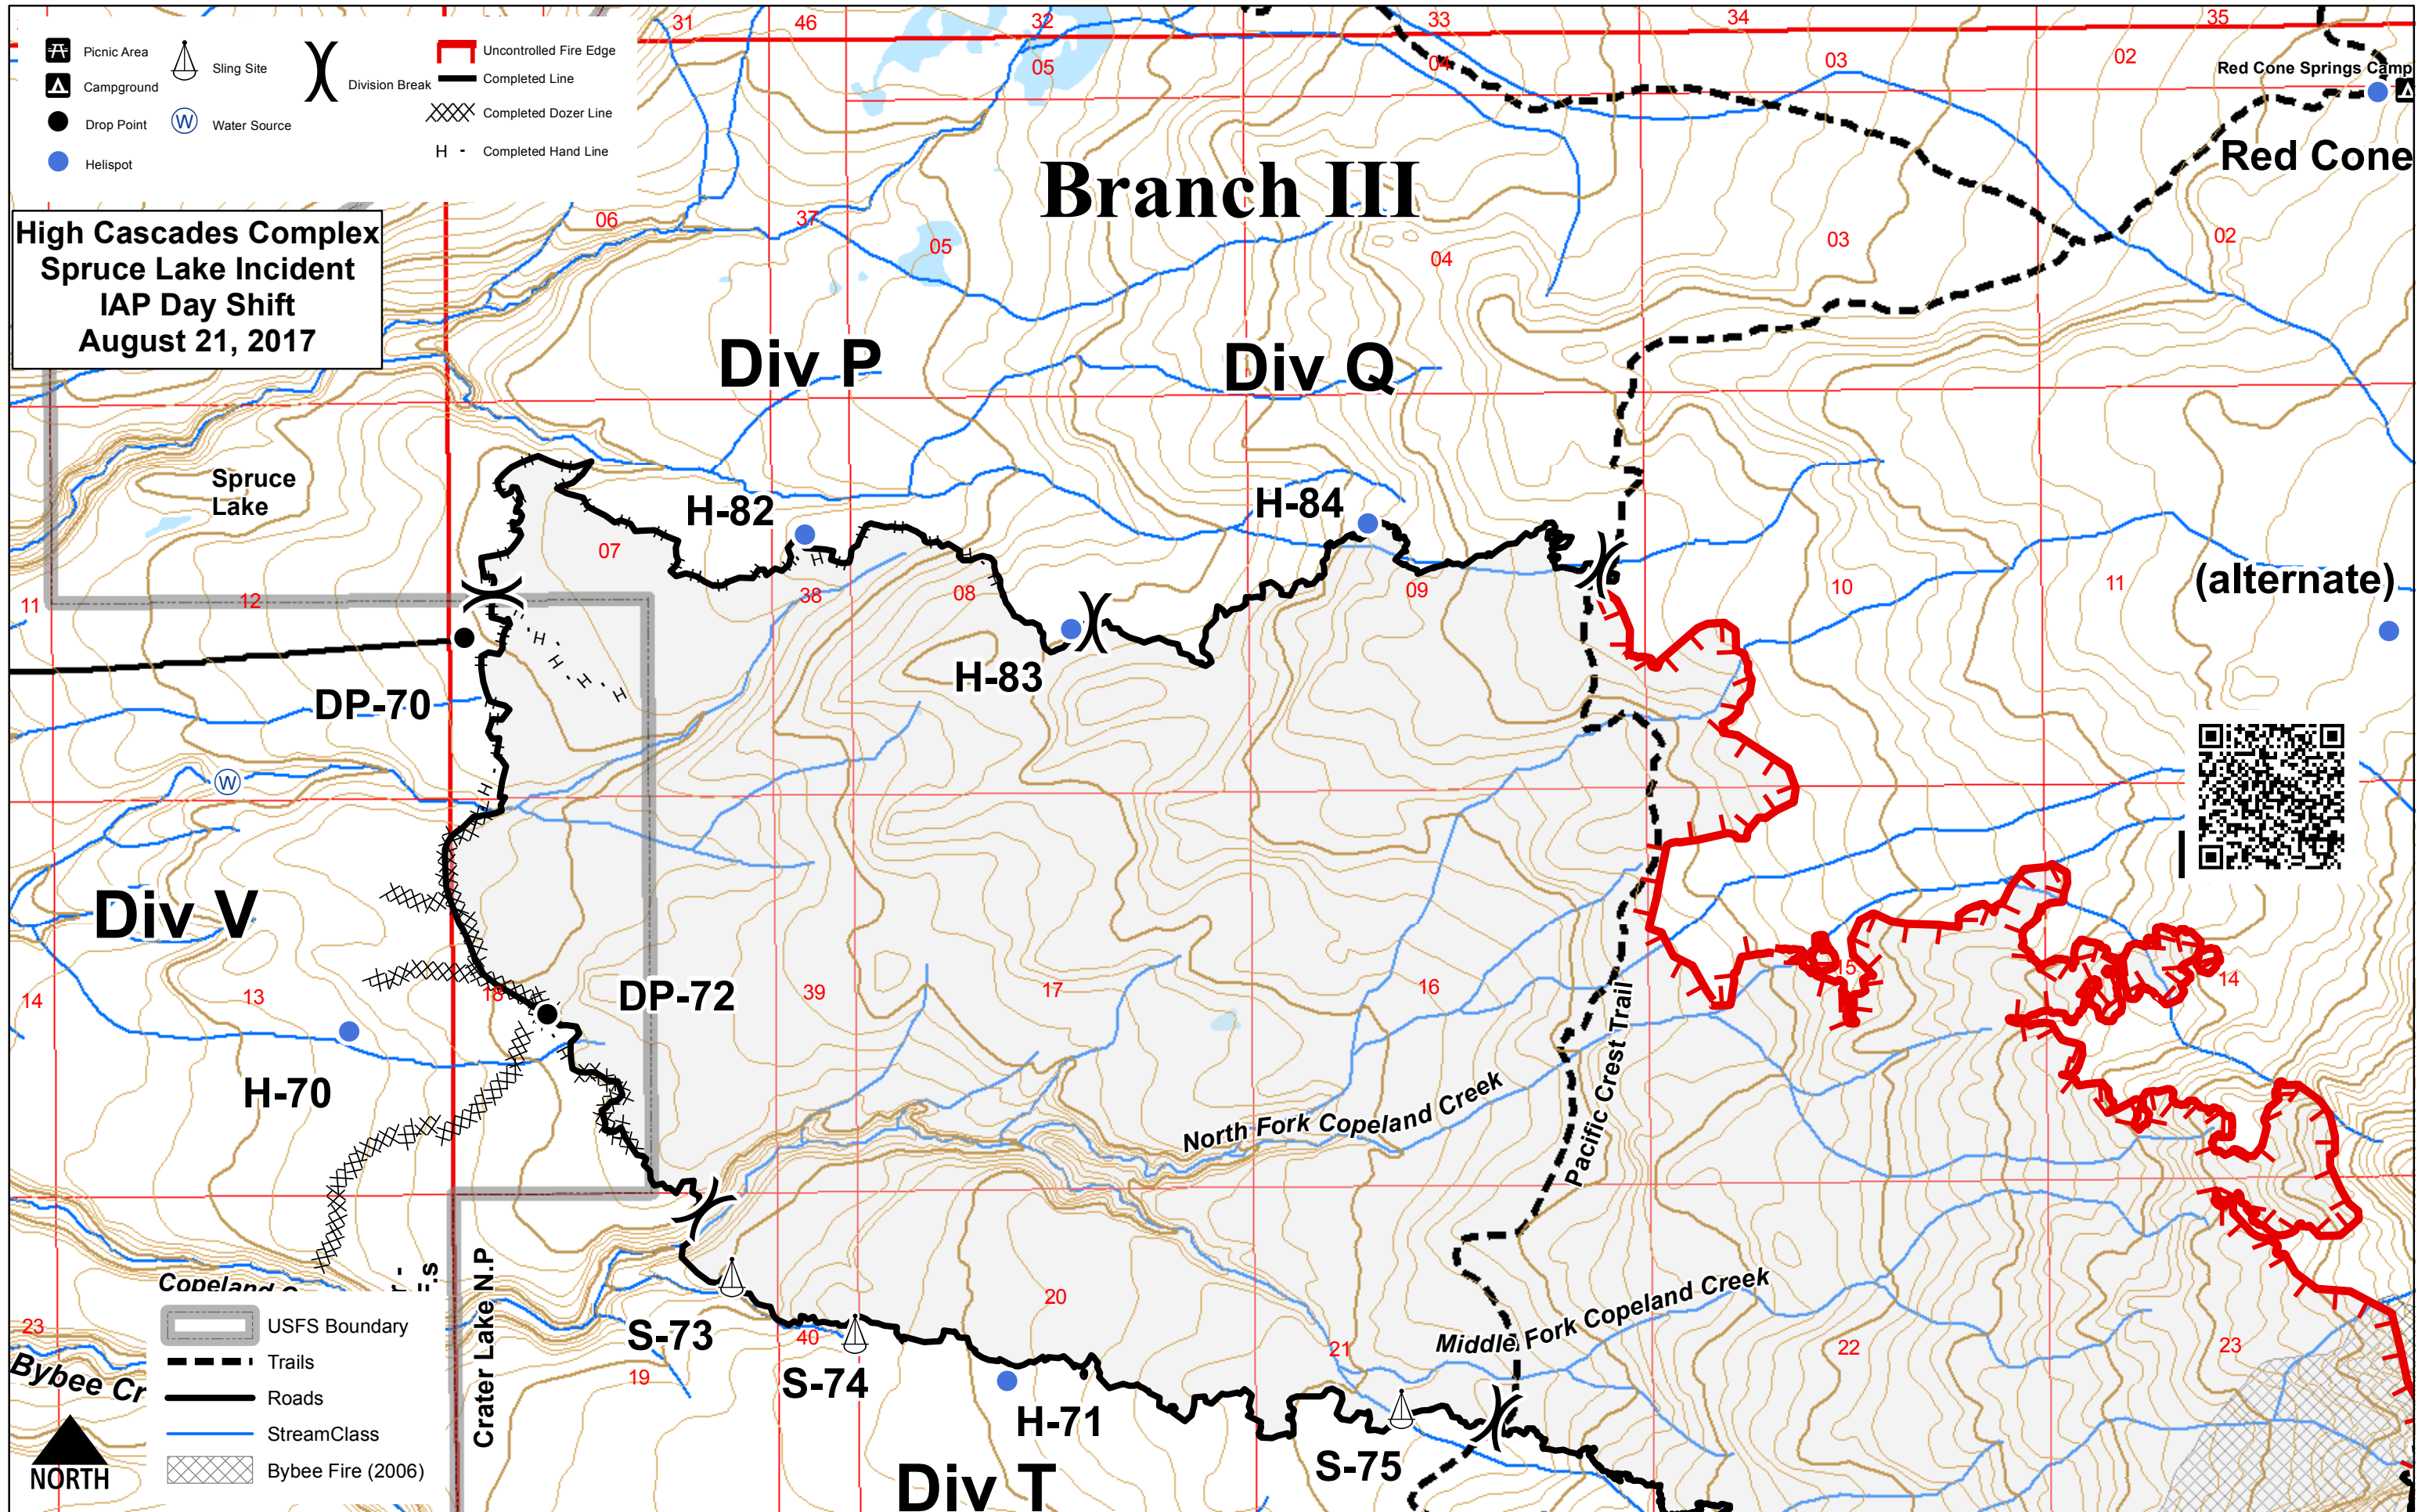 31
46
32
33
34
35
Picnic Area
Campground
Drop Point
Helispot
Sling Site
W Water Source
Division Break
Uncontrolled Fire Edge
Completed Line
Completed Dozer Line
H - Completed Hand Line
05
04
03
02
Red Cone Springs Camp
Red Cone
Branch III
High Cascades Complex
Spruce Lake Incident
IAP Day Shift
August 21, 2017
06
37
05
04
03
02
Div P
Div Q
Spruce
Lake
H-82
H-84
07
38
08
09
10
11
(alternate)
11
12
H
H
H
H
H
H
H
H-83
DP-70
W
H
Div V
DP-72
14
13
18
39
17
16
15
14
H
H-70
North Fork Copeland Creek
Pacific Crest Trail
F.s
Crater Lake N.P
Copeland
20
Middle Fork Copeland Creek
23
USFS Boundary
S-73
40
21
22
23
Trails
Bybee Cr
19
S-74
Roads
H-71
StreamClass
S-75
Bybee Fire (2006)
NORTH
Div T